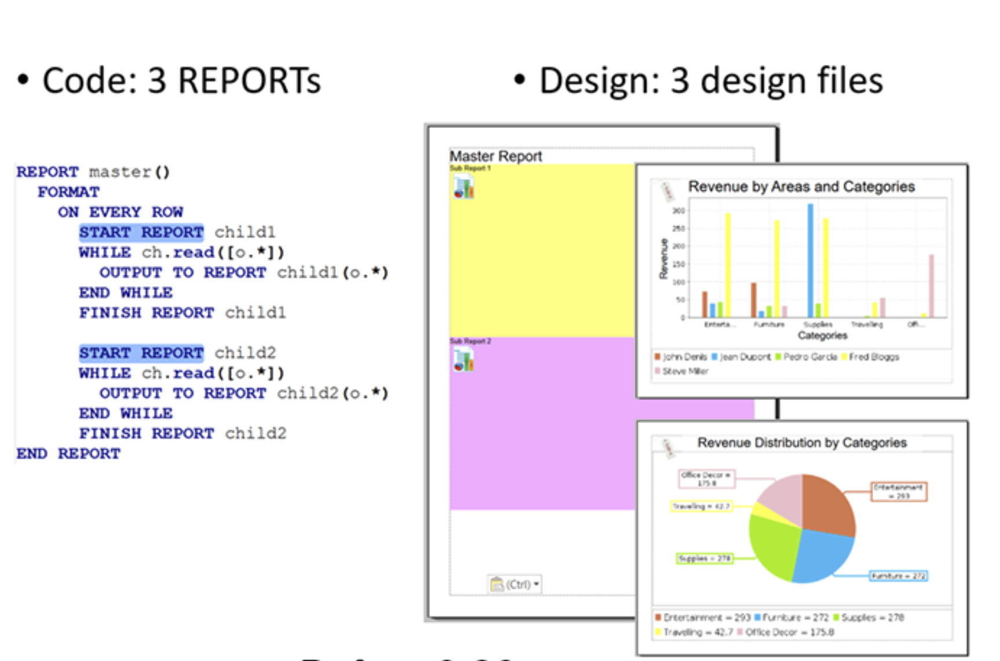 • Code: 3 REPORTs
REPORT master()
FORMAT
ON EVERY ROW
START REPORT child1
WHILE ch.read([o.*])
OUTPUT TO REPORT child1(o.*)
END WHILE
FINISH REPORT child1
START REPORT child2
WHILE ch.read([o.*])
OUTPUT TO REPORT child2(o.*)
END WHILE
FINISH REPORT child2
END REPORT
• Design: 3 design files
Master Report
Sub Report 1
Sub Report 2
(Ctrl)
Revenue by Areas and Categories
Revenue
300
250
200
150
100
50
0
Enterta... Furniture Supplies Travelling Offi...
Categories
John Denis Jean Dupont Pedro Garcia Fred Bloggs
Steve Miller
Revenue Distribution by Categories
Office Decor =
175.8
Entertainment
= 293
Traveling = 42.7
Supplies = 278
Furniture = 272
Entertainment = 293 Furniture = 272 Supplies = 278
Traveling = 42.7 Office Decor = 175.8